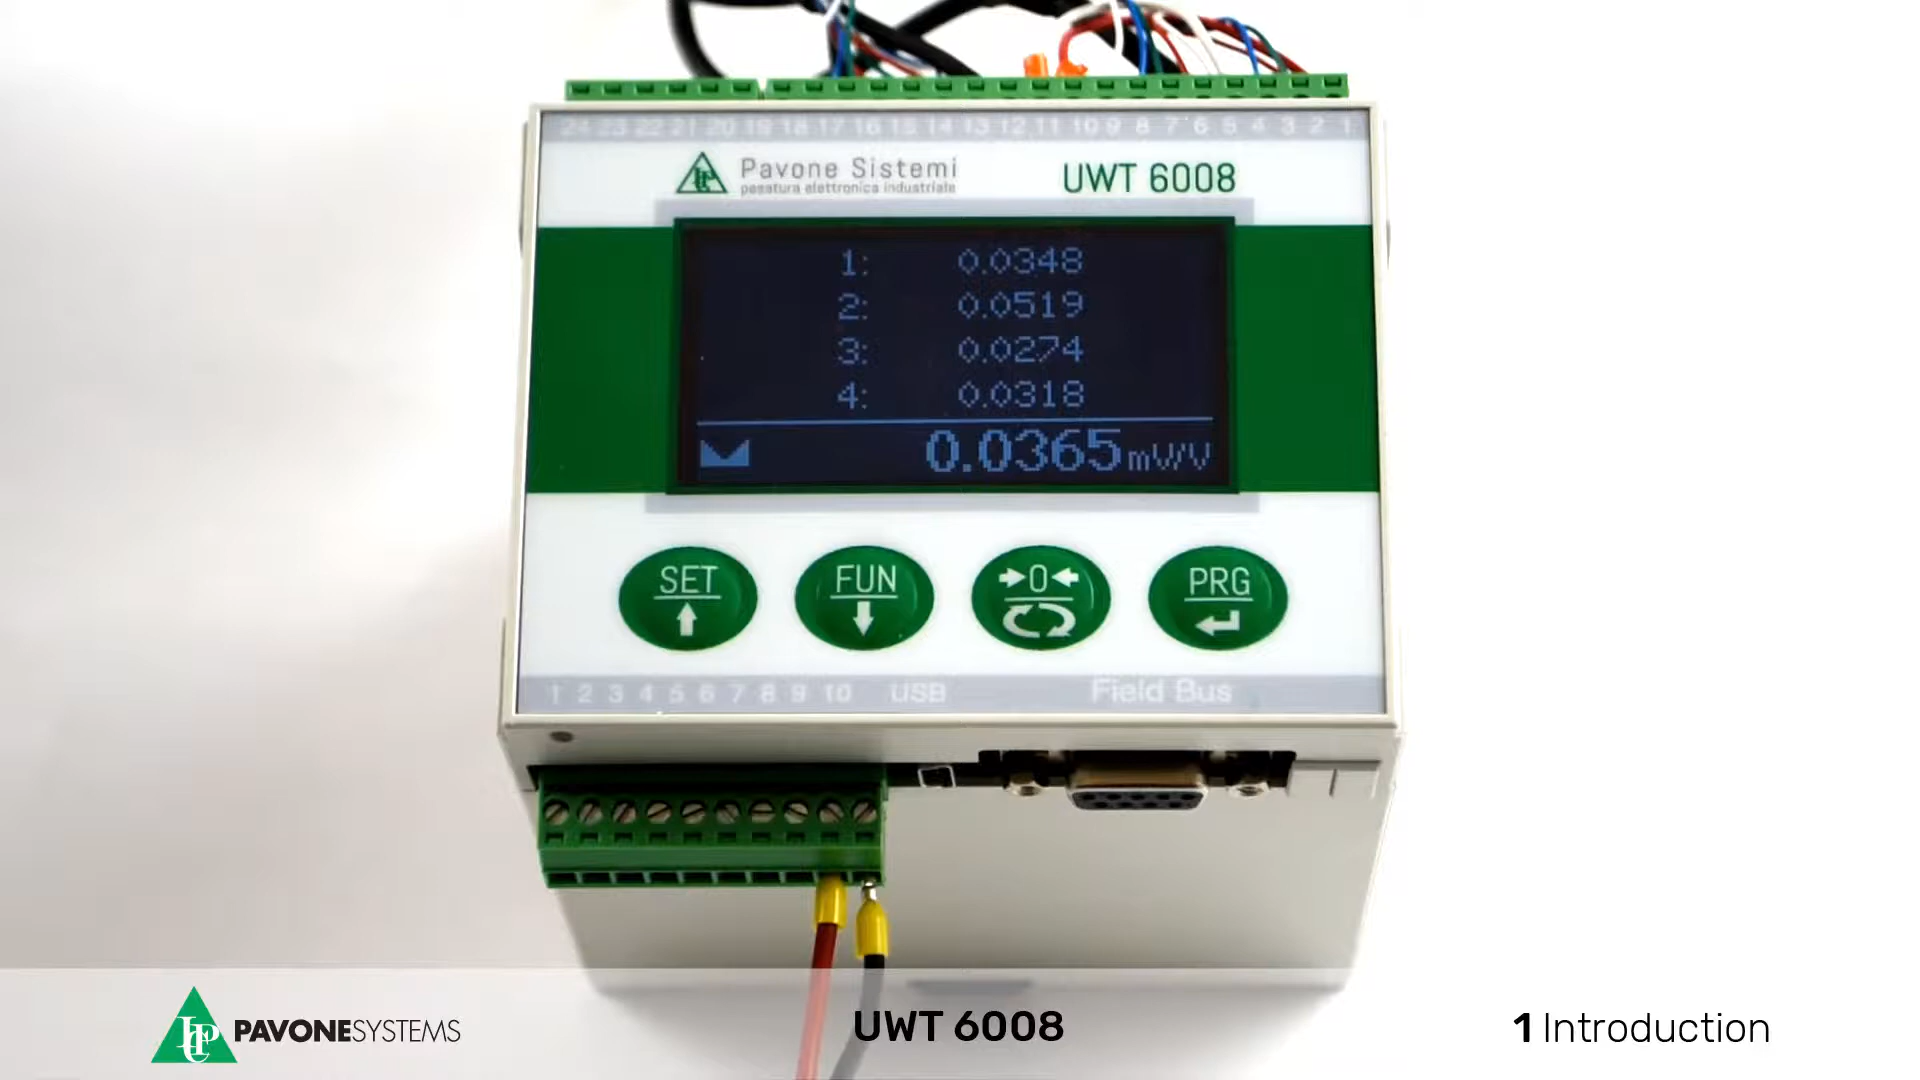 24 23 22 21 20 19 18 17 16 15 14 13 12 11 10 9 8 7 6 5 4 3 2 1
Pavone Sistemi
pesatura elettronica industriale
UWT 6008
1: 0.0348
2: 0.0519
3: 0.0274
4: 0.0318
0.0365 mV/V
SET
FUN
0
PRG
1 2 3 4 5 6 7 8 9 10 USB Field Bus
PAVONESYSTEMS
UWT 6008
1 Introduction